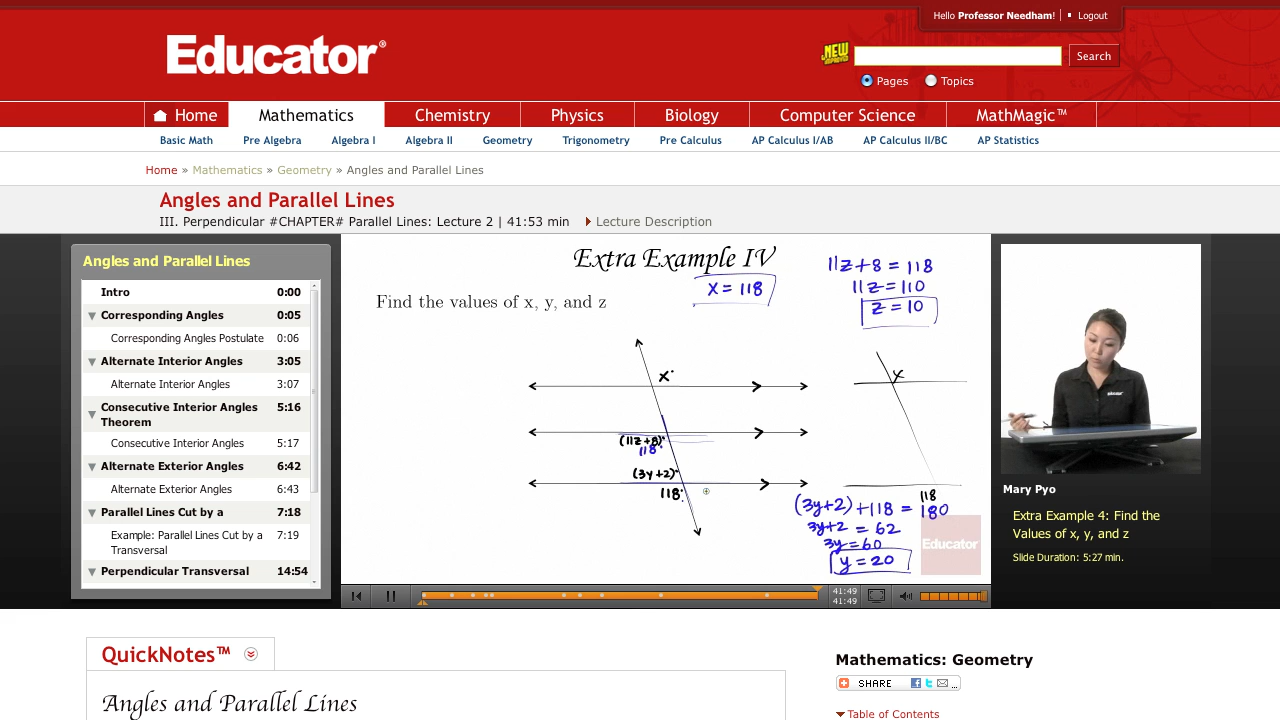 Hello Professor Needham! | Logout
Educator®
NEW
IMPROVED
Search
Pages Topics
Home Mathematics Chemistry Physics Biology Computer Science MathMagic™
Basic Math Pre Algebra Algebra I Algebra II Geometry Trigonometry Pre Calculus AP Calculus I/AB AP Calculus II/BC AP Statistics
Home » Mathematics » Geometry » Angles and Parallel Lines
Angles and Parallel Lines
III. Perpendicular #CHAPTER# Parallel Lines: Lecture 2 | 41:53 min Lecture Description
Angles and Parallel Lines
Intro 0:00
Corresponding Angles 0:05
Corresponding Angles Postulate 0:06
Alternate Interior Angles 3:05
Alternate Interior Angles 3:07
Consecutive Interior Angles Theorem 5:16
Consecutive Interior Angles 5:17
Alternate Exterior Angles 6:42
Alternate Exterior Angles 6:43
Parallel Lines Cut by a 7:18
Example: Parallel Lines Cut by a Transversal 7:19
Perpendicular Transversal 14:54
Extra Example IV
Find the values of x, y, and z
x = 118
11z+8 = 118
11z = 110
z = 10
x°
(11z+8)°
118°
(3y+2)°
118°
x
118
(3y+2) + 118 = 180
3y+2 = 62
3y = 60
y = 20
Educator
41:49
41:49
educator
Mary Pyo
Extra Example 4: Find the
Values of x, y, and z
Slide Duration: 5:27 min.
QuickNotes™
Angles and Parallel Lines
Mathematics: Geometry
SHARE ...
Table of Contents